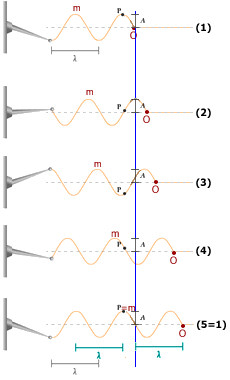 m P A (1)
O
λ
m P A (2)
O
m A (3)
P O
m P A (4)
O
P=m A (5=1)
O
λ λ
λ